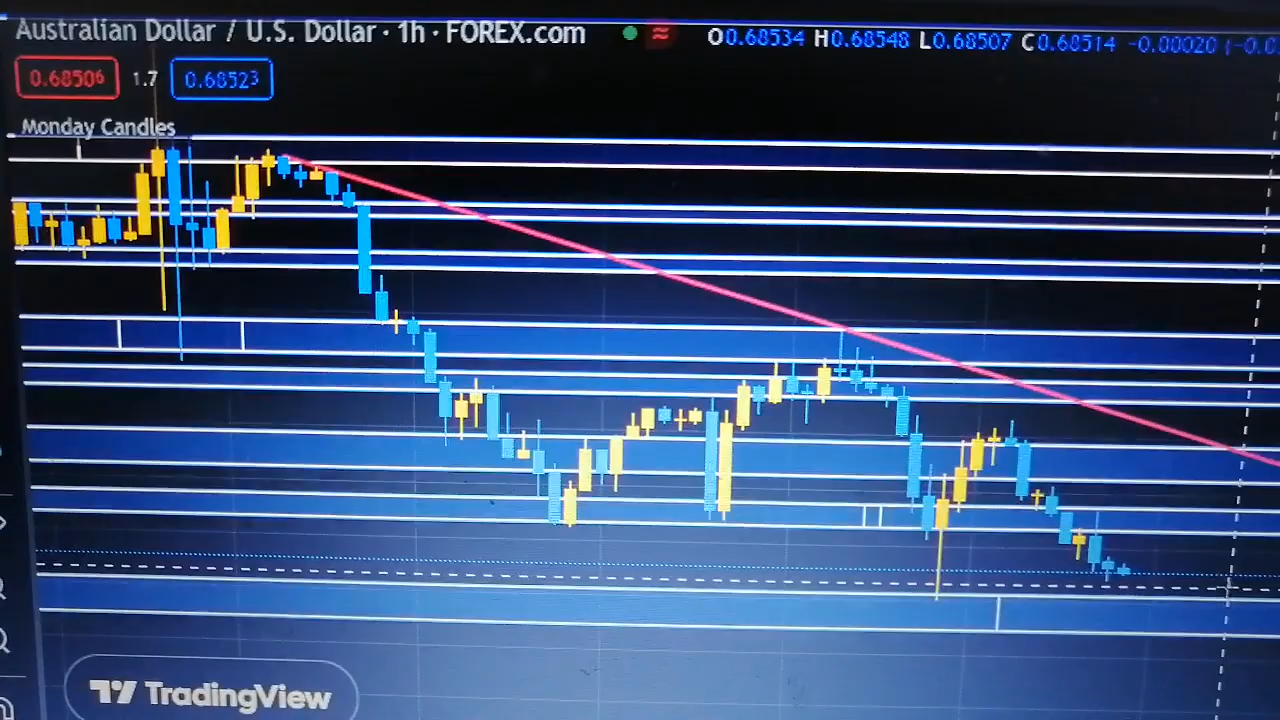 Australian Dollar / U.S. Dollar · 1h · FOREX.com O0.68534 H0.68548 L0.68507 C0.68514 -0.00020
0.68506 1.7 0.68523
Monday Candles
TradingView